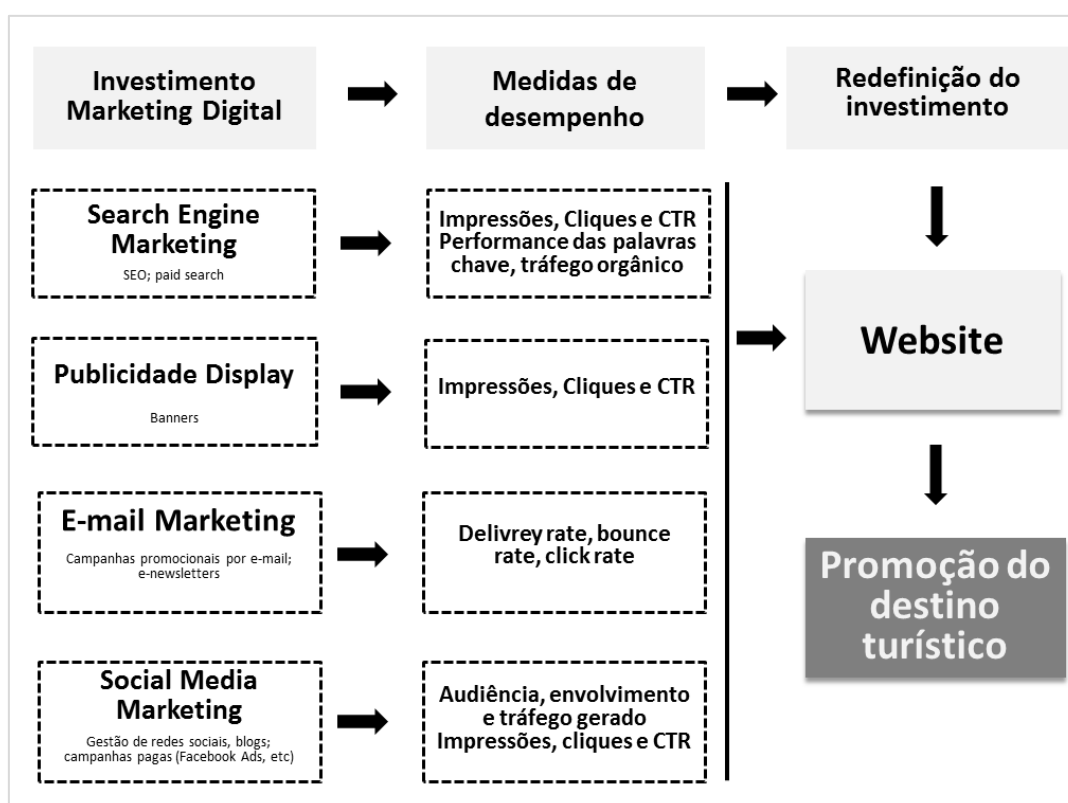 Investimento
Marketing Digital
Medidas de
desempenho
Redefinição do
investimento
Search Engine
Marketing
SEO; paid search
Impressões, Cliques e CTR
Performance das palavras
chave, tráfego orgânico
Website
Publicidade Display
Banners
Impressões, Cliques e CTR
E-mail Marketing
Campanhas promocionais por e-mail;
e-newsletters
Delivrey rate, bounce
rate, click rate
Promoção do
destino
turístico
Social Media
Marketing
Gestão de redes sociais, blogs;
campanhas pagas (Facebook Ads, etc)
Audiência, envolvimento
e tráfego gerado
Impressões, cliques e CTR